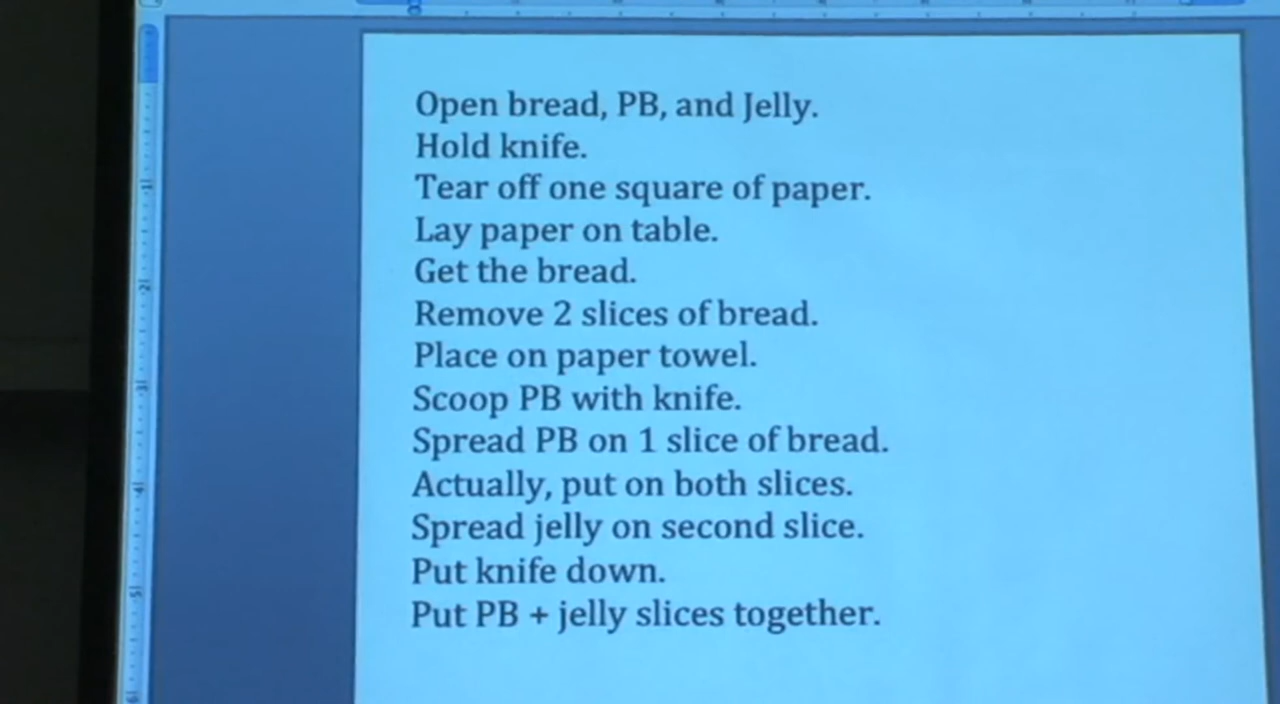 Open bread, PB, and Jelly.
Hold knife.
Tear off one square of paper.
Lay paper on table.
Get the bread.
Remove 2 slices of bread.
Place on paper towel.
Scoop PB with knife.
Spread PB on 1 slice of bread.
Actually, put on both slices.
Spread jelly on second slice.
Put knife down.
Put PB + jelly slices together.